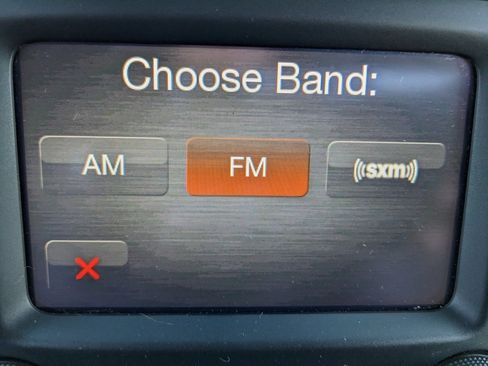 Choose Band:
AM FM ((sxm))